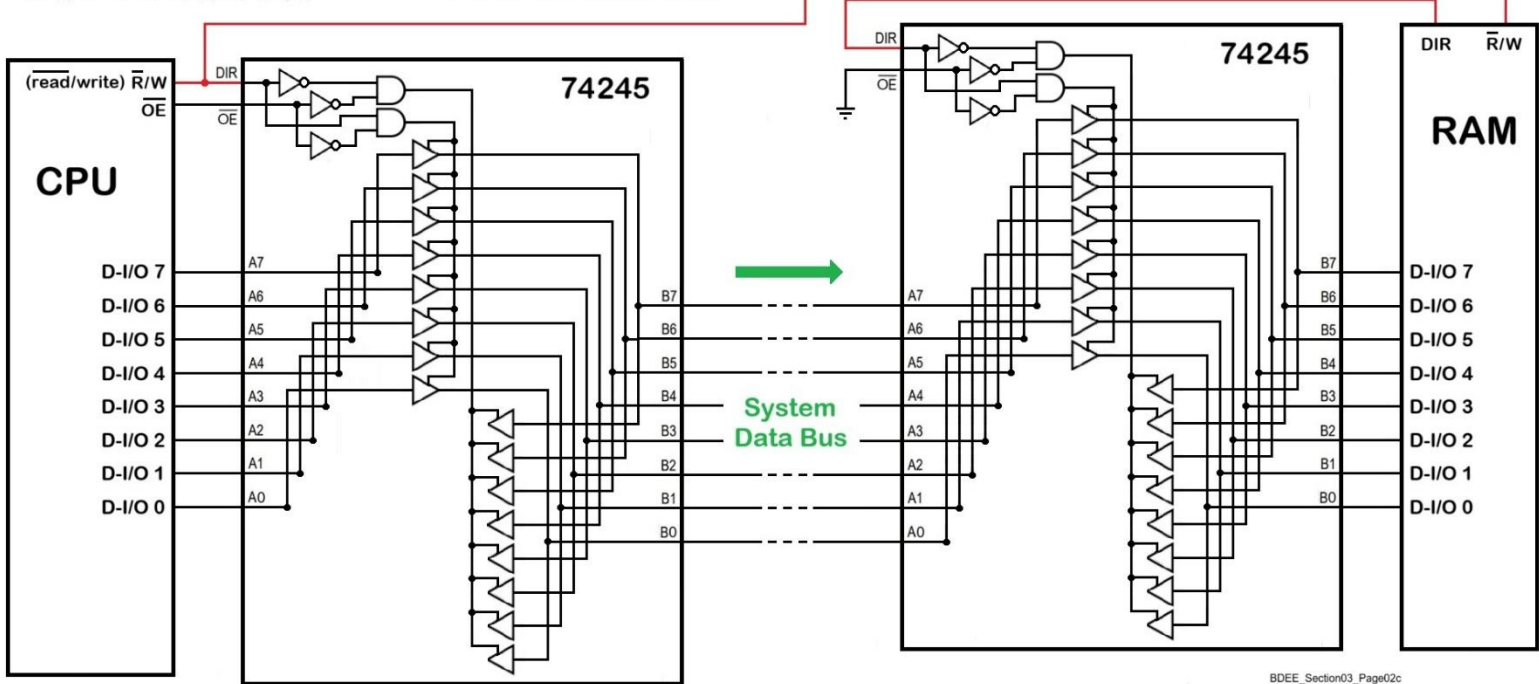 (read/write) R/W
OE
CPU
D-I/O 7
D-I/O 6
D-I/O 5
D-I/O 4
D-I/O 3
D-I/O 2
D-I/O 1
D-I/O 0
DIR
OE
74245
A7
A6
A5
A4
A3
A2
A1
A0
B7
B6
B5
B4
B3
B2
B1
B0
System
Data Bus
DIR
OE
74245
A7
A6
A5
A4
A3
A2
A1
A0
B7
B6
B5
B4
B3
B2
B1
B0
DIR R/W
RAM
D-I/O 7
D-I/O 6
D-I/O 5
D-I/O 4
D-I/O 3
D-I/O 2
D-I/O 1
D-I/O 0
BDEE_Section03_Page02c